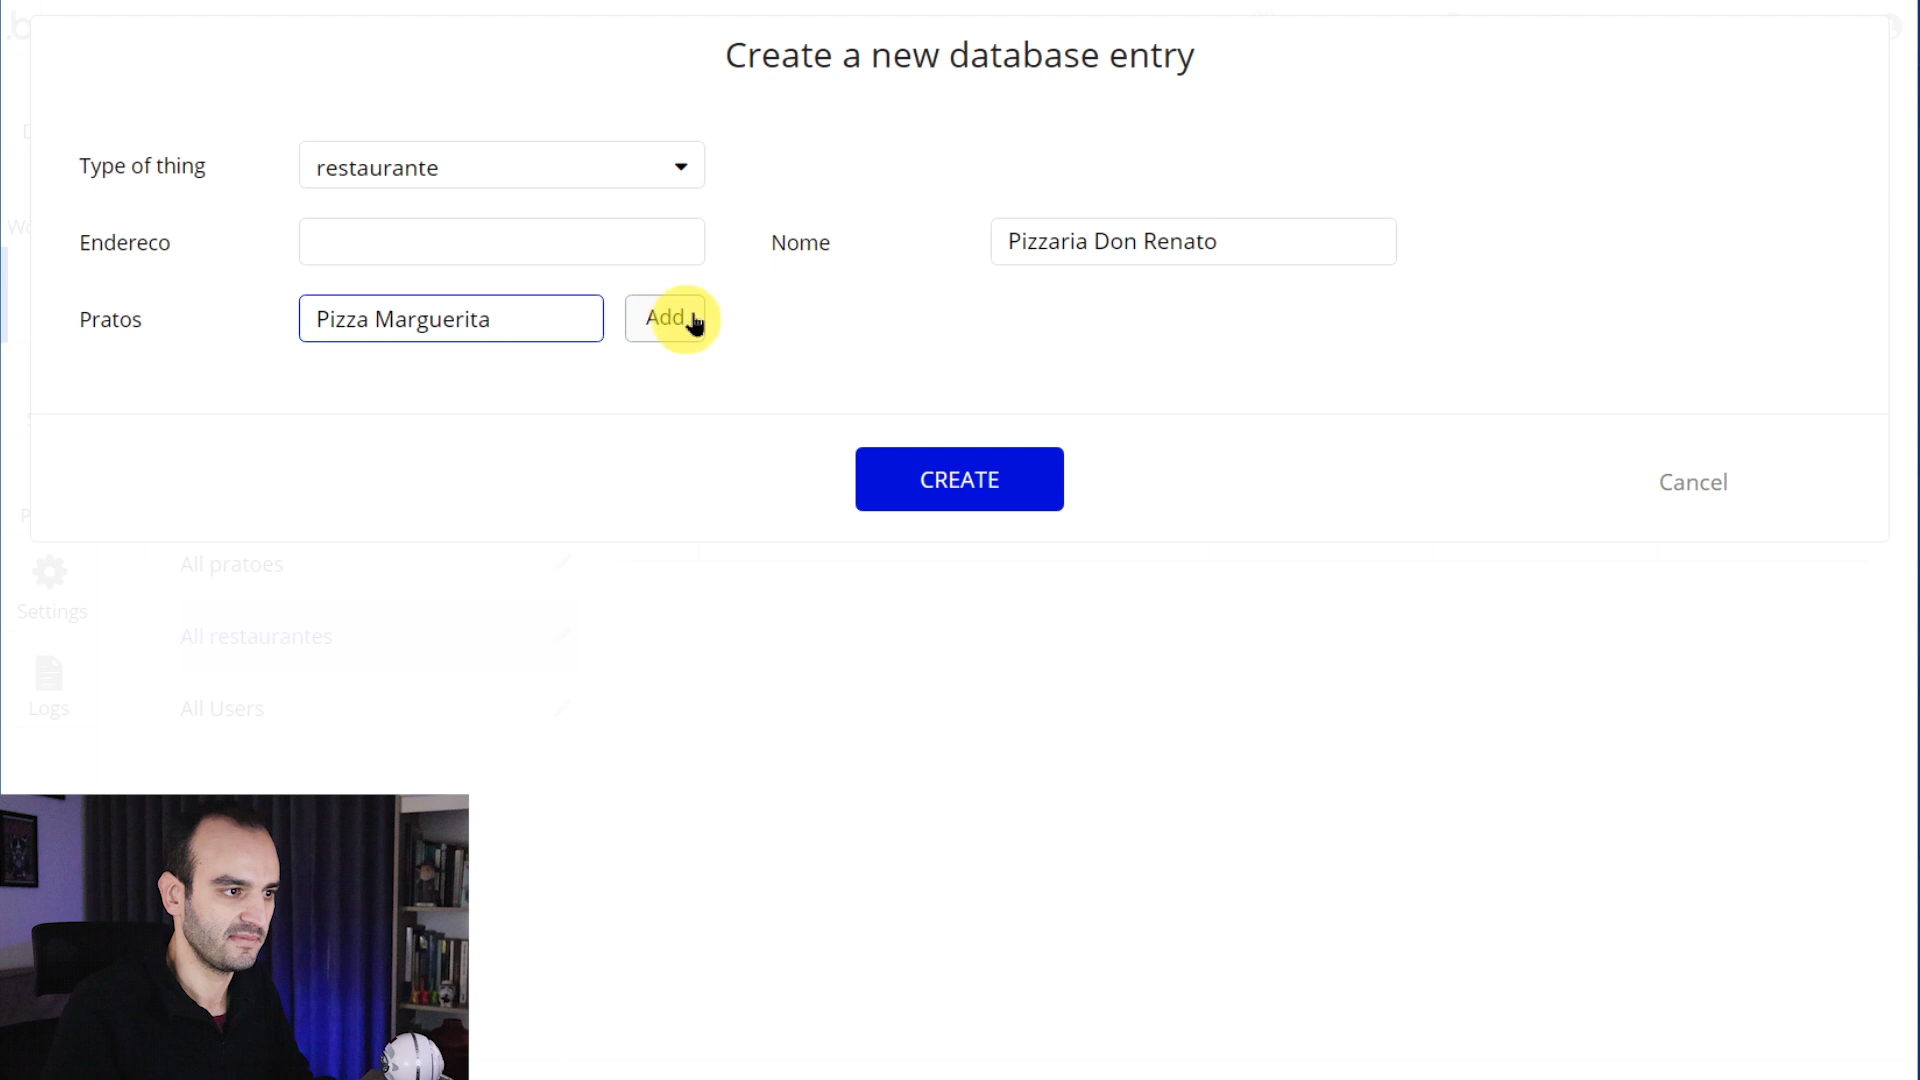 Create a new database entry
Type of thing restaurante
Endereco Nome Pizzaria Don Renato
Pratos Pizza Marguerita Add
CREATE Cancel
All pratoes
Settings
All restaurantes
Logs
All Users